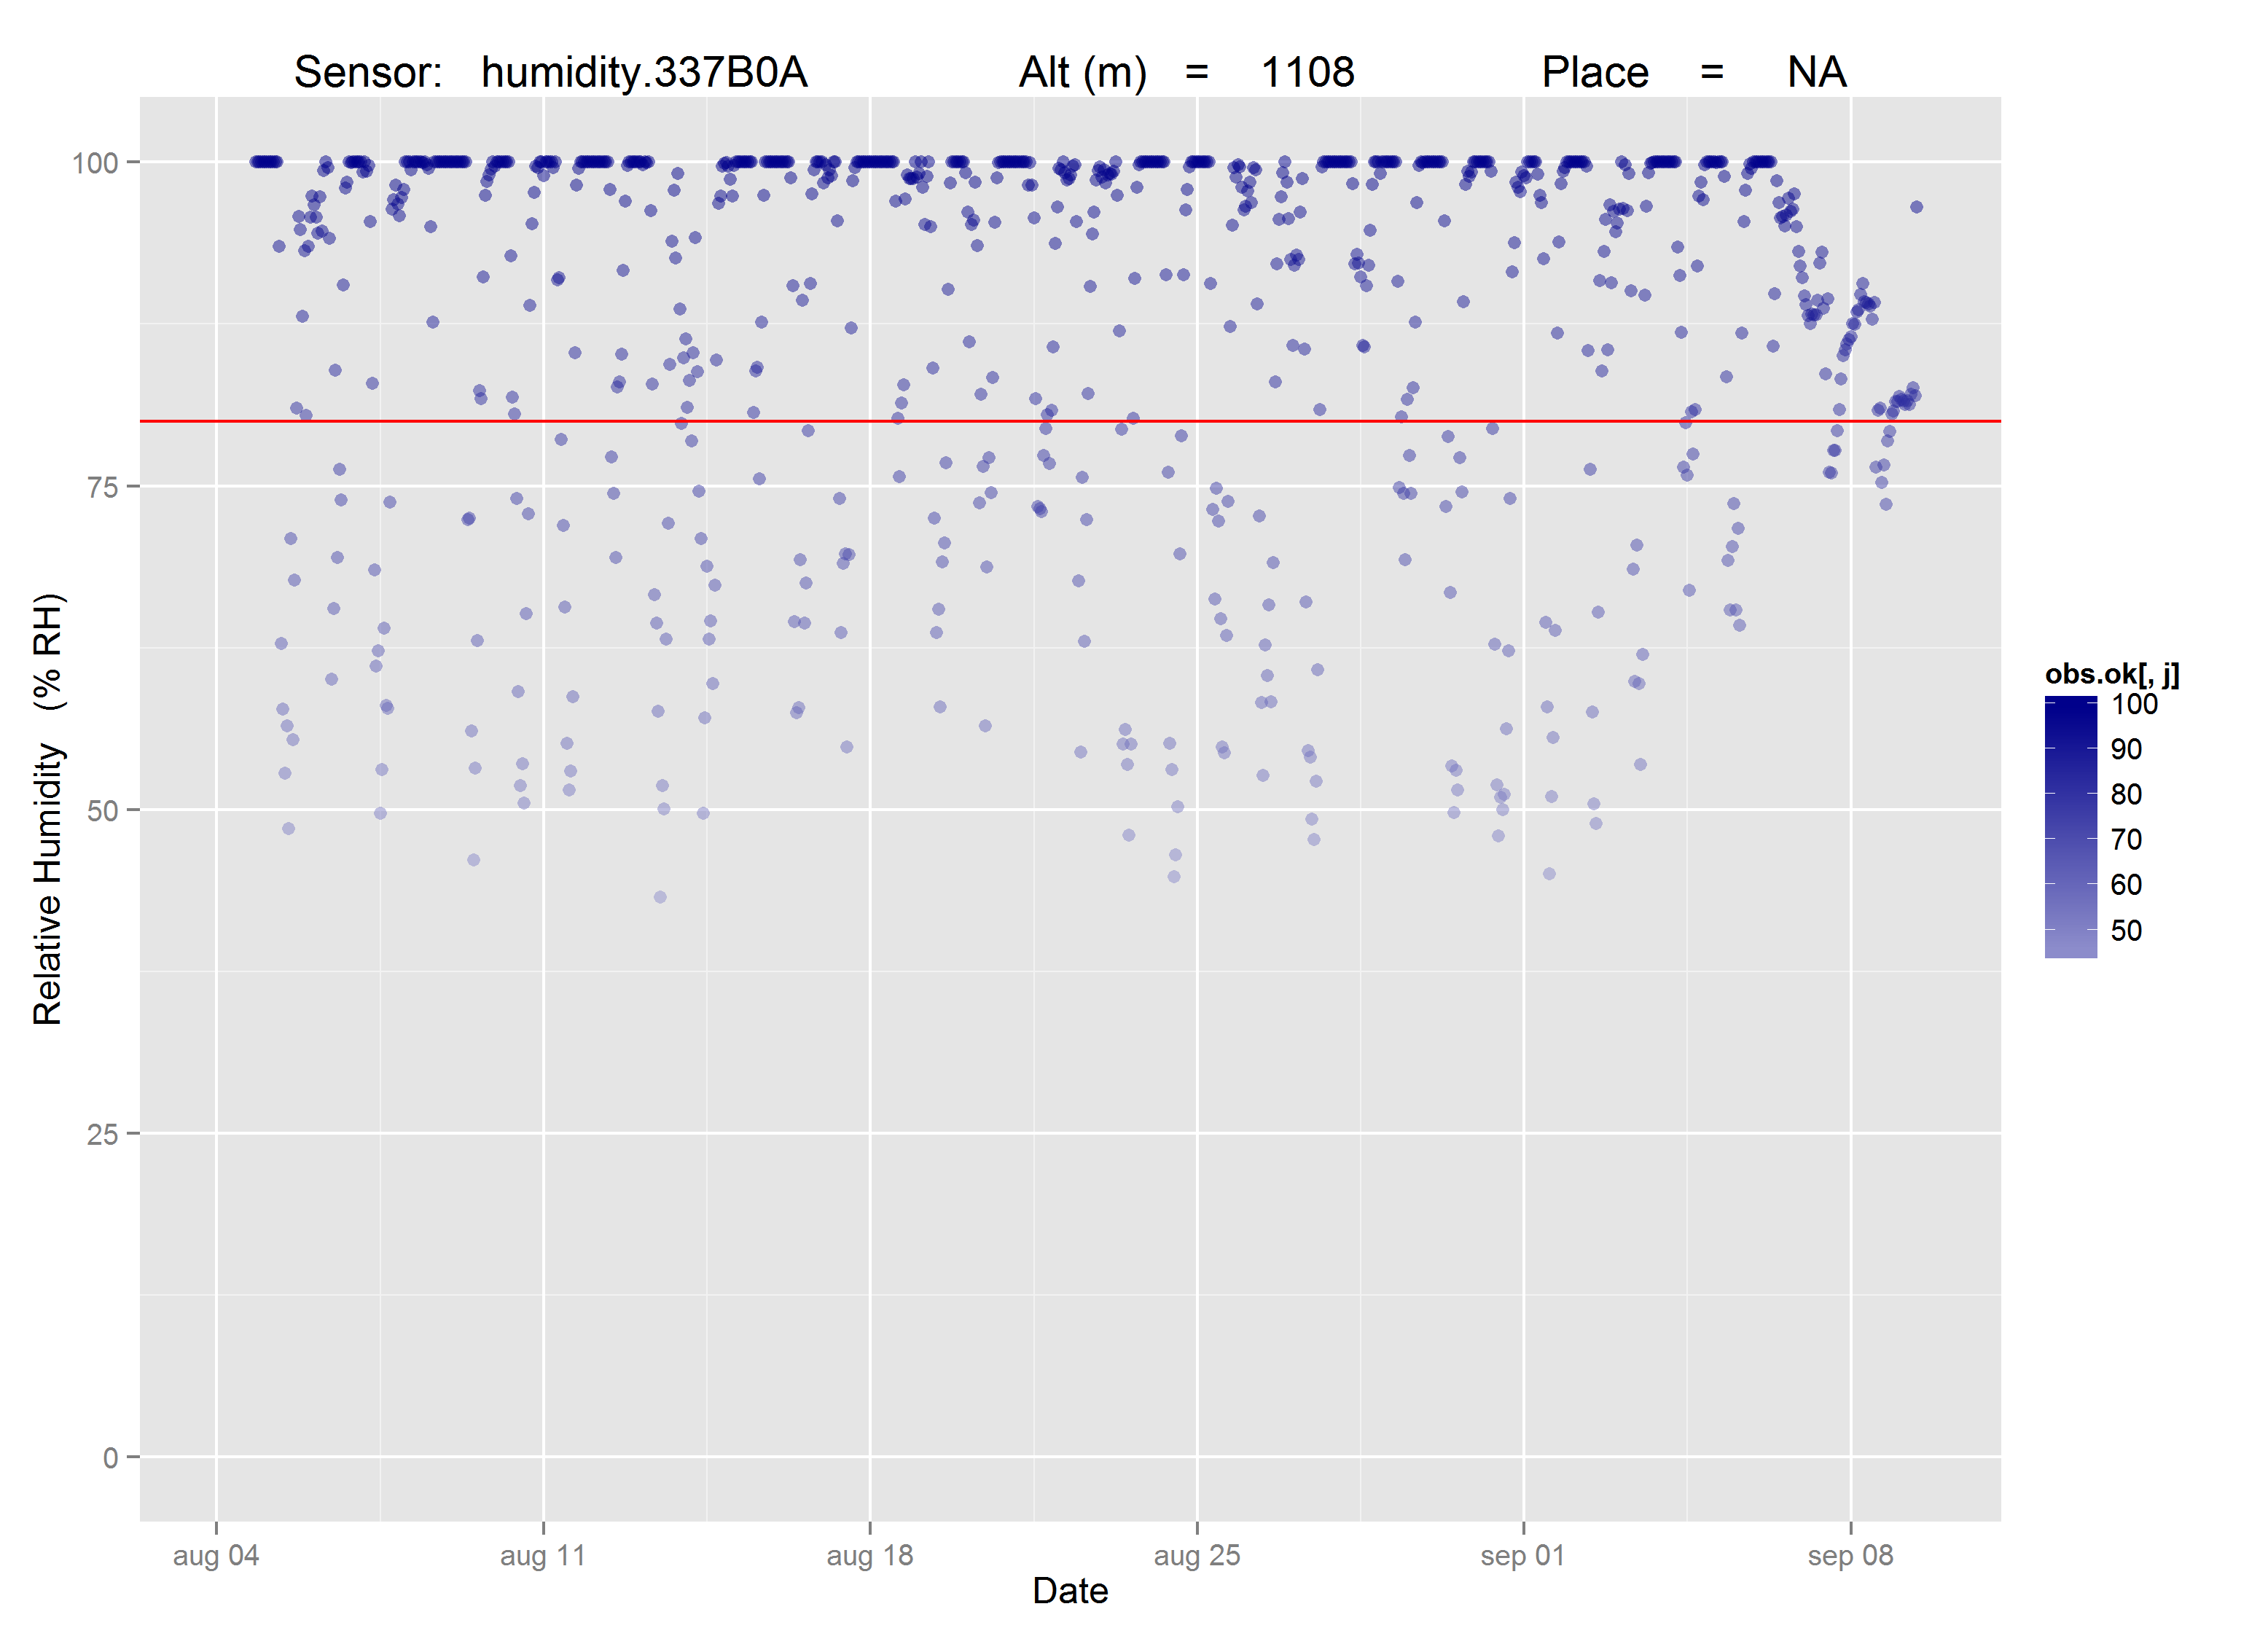 Sensor: humidity.337B0A Alt (m) = 1108 Place = NA
Relative Humidity (% RH)
100
75
50
25
0
aug 04 aug 11 aug 18 aug 25 sep 01 sep 08
Date
obs.ok[, j]
100
90
80
70
60
50